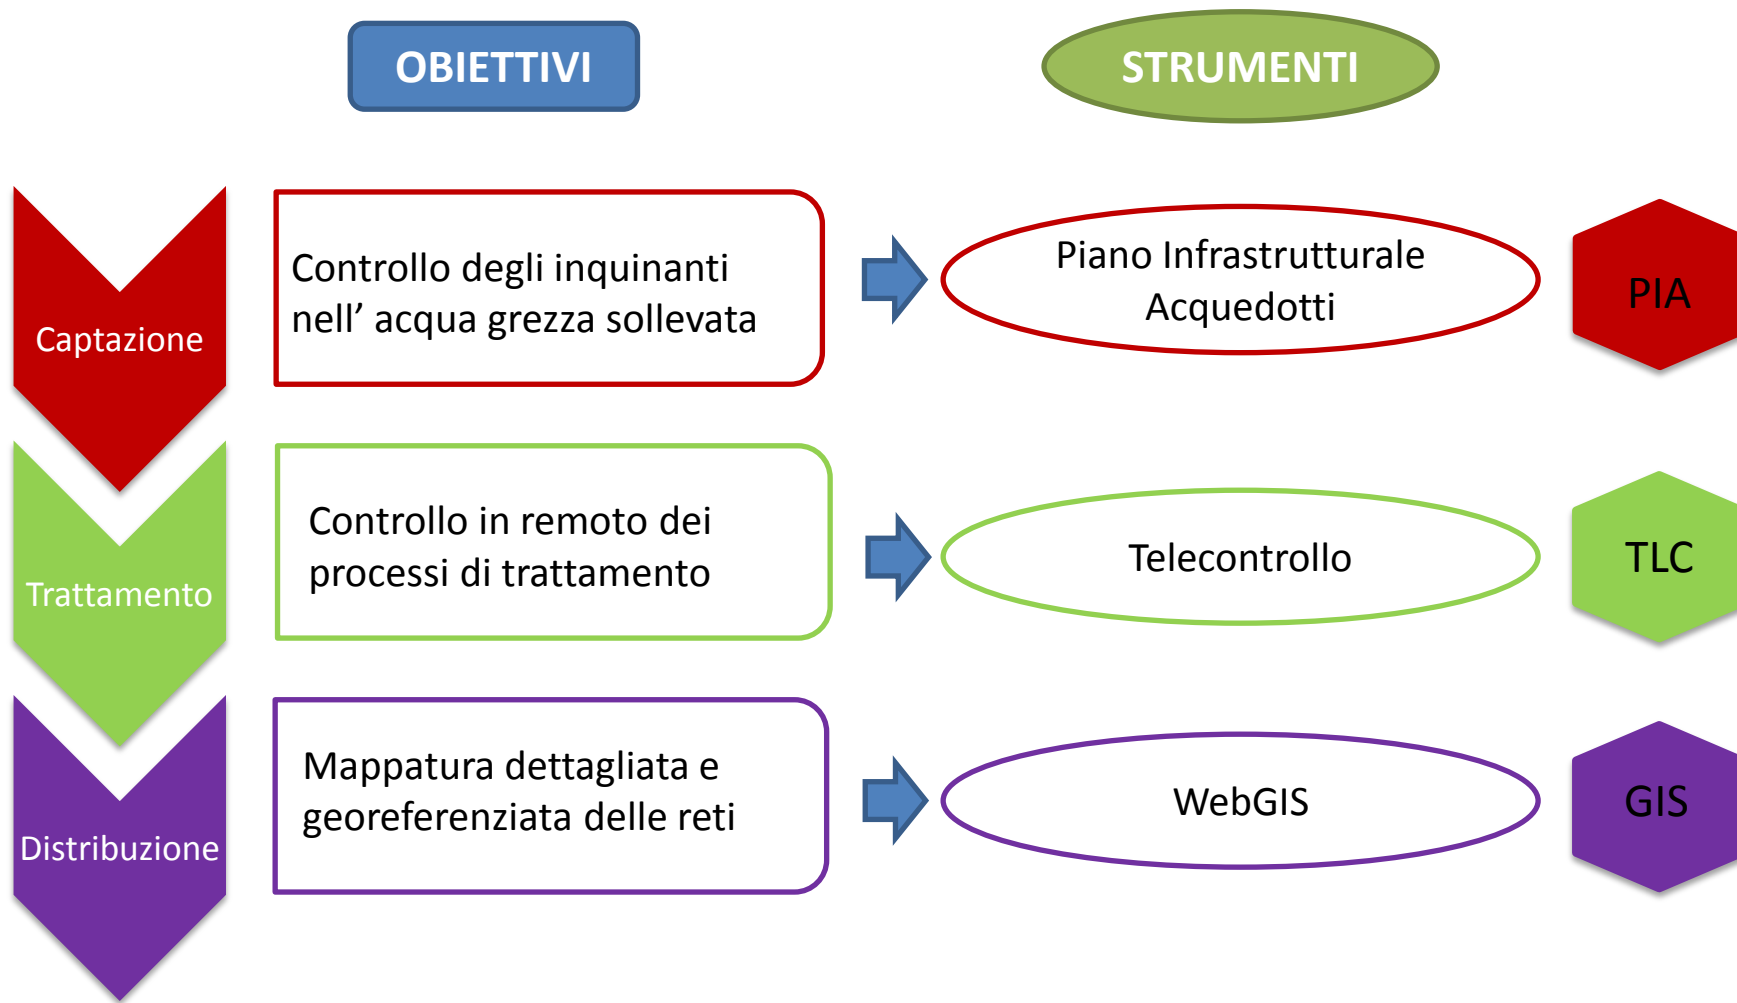 OBIETTIVI
STRUMENTI
Captazione
Controllo degli inquinanti
nell’ acqua grezza sollevata
Piano Infrastrutturale
Acquedotti
PIA
Trattamento
Controllo in remoto dei
processi di trattamento
Telecontrollo
TLC
Distribuzione
Mappatura dettagliata e
georeferenziata delle reti
WebGIS
GIS